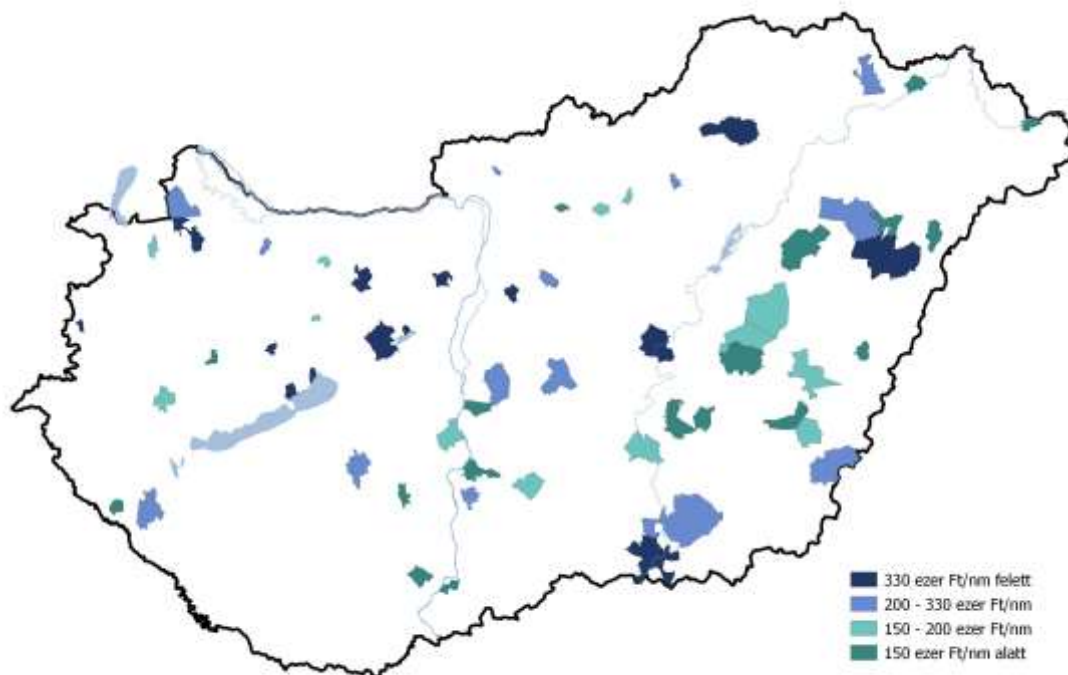 330 ezer Ft/nm felett
200 - 330 ezer Ft/nm
150 - 200 ezer Ft/nm
150 ezer Ft/nm alatt